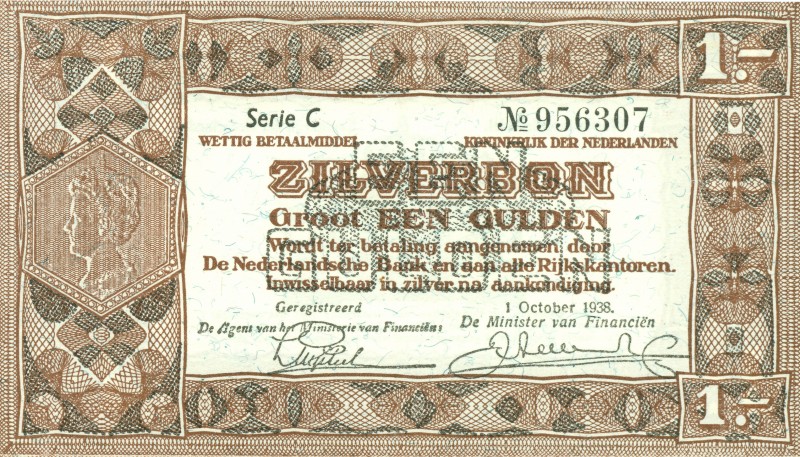 1.-
Serie C № 956307
WETTIG BETAALMIDDEL KONINKRIJK DER NEDERLANDEN
ZILVERBON
Groot EEN GULDEN
Wordt ter betaling aangenomen door
De Nederlandsche Bank en aan alle Rijkskantoren.
Inwisselbaar in zilver na aankondiging.
Geregistreerd 1 October 1938.
De Agent van het Ministerie van Financiën: De Minister van Financiën
1.-